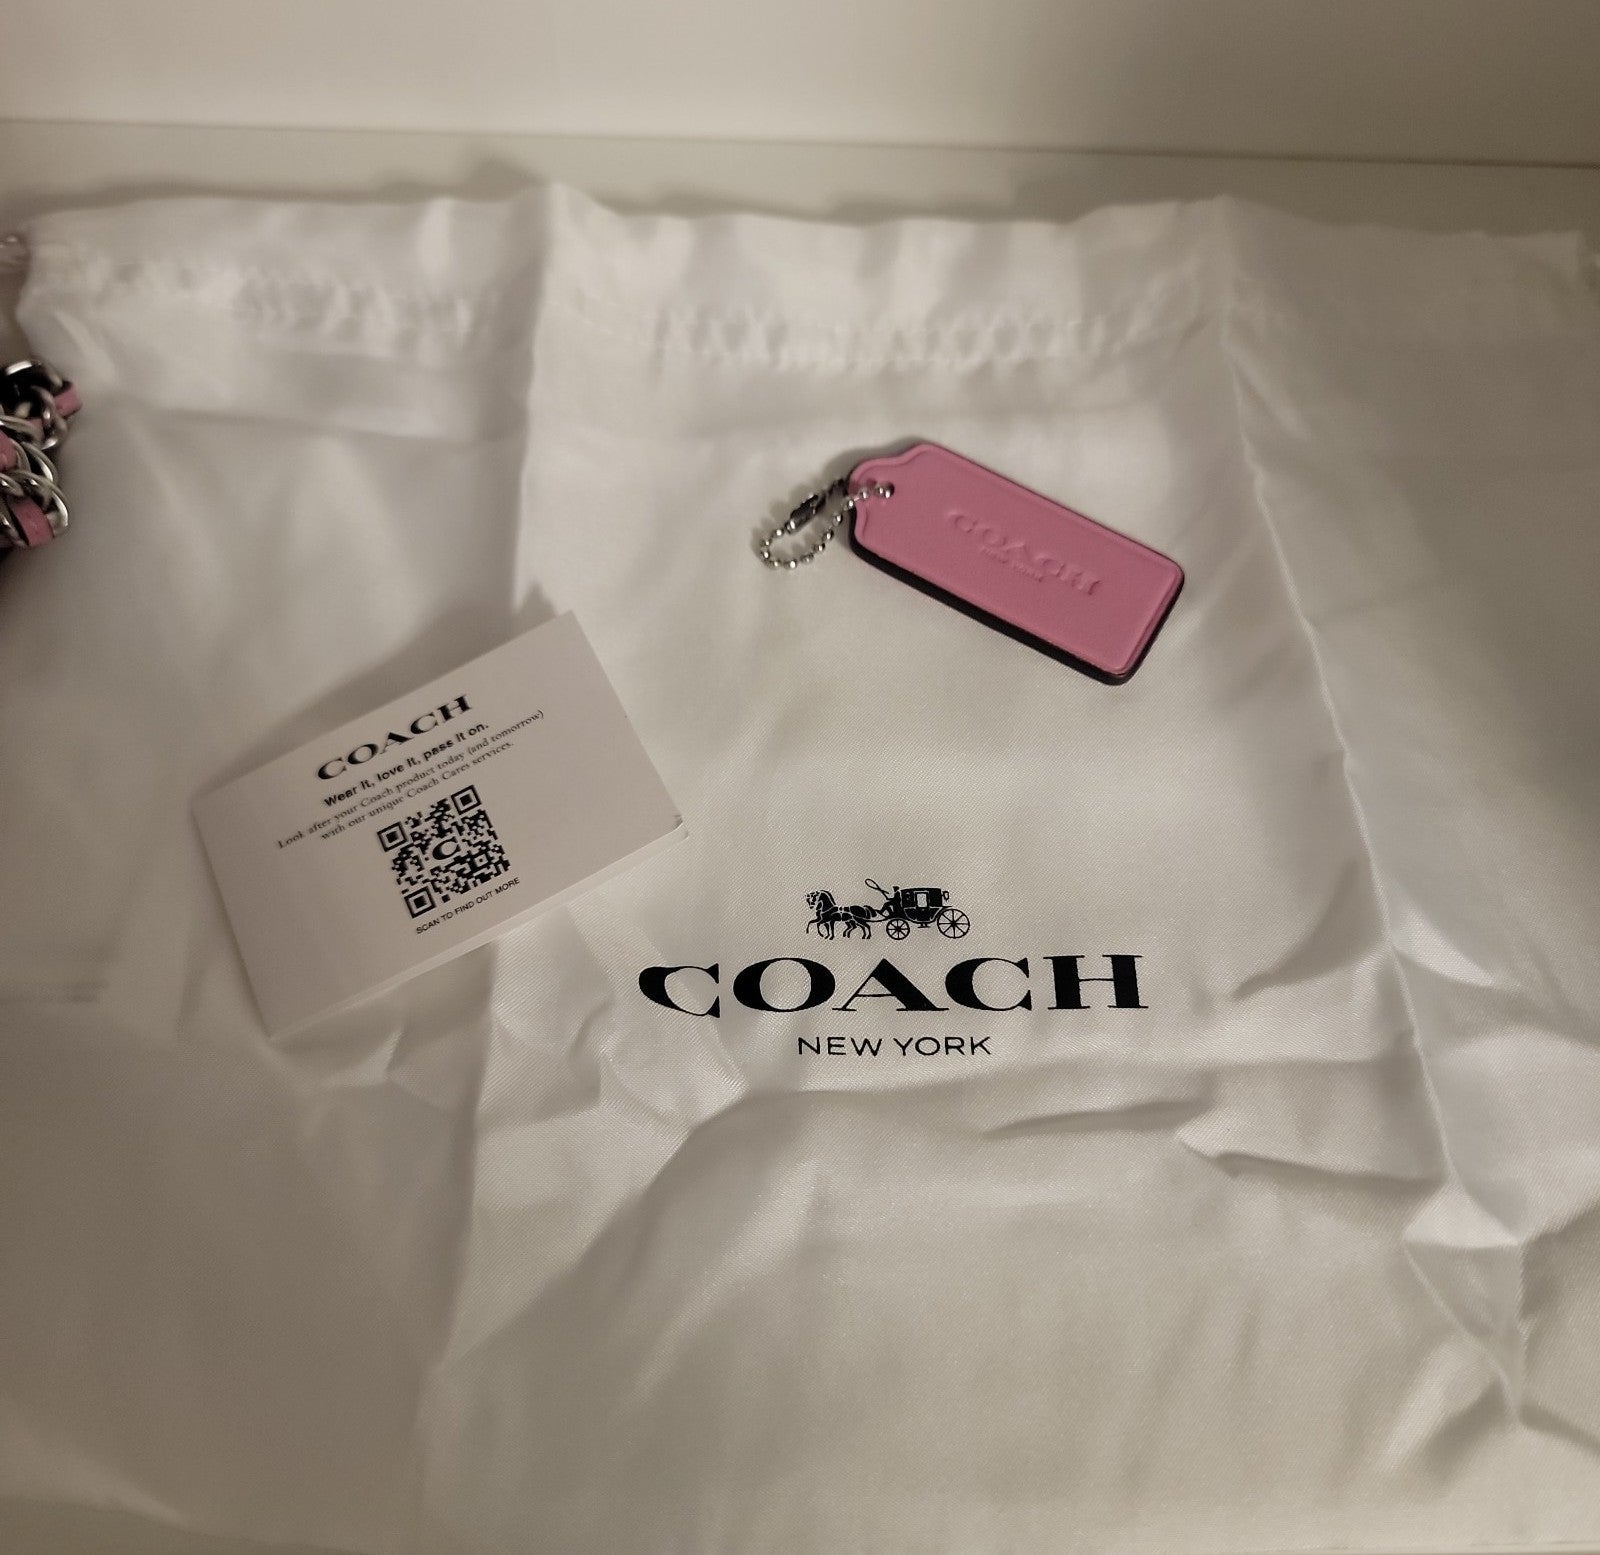 COACH
NEW YORK
COACH
Wear it, love it, pass it on.
Look after your Coach product today (and tomorrow)
with our unique Coach Cares services.
C
SCAN TO FIND OUT MORE
COACH
NEW YORK